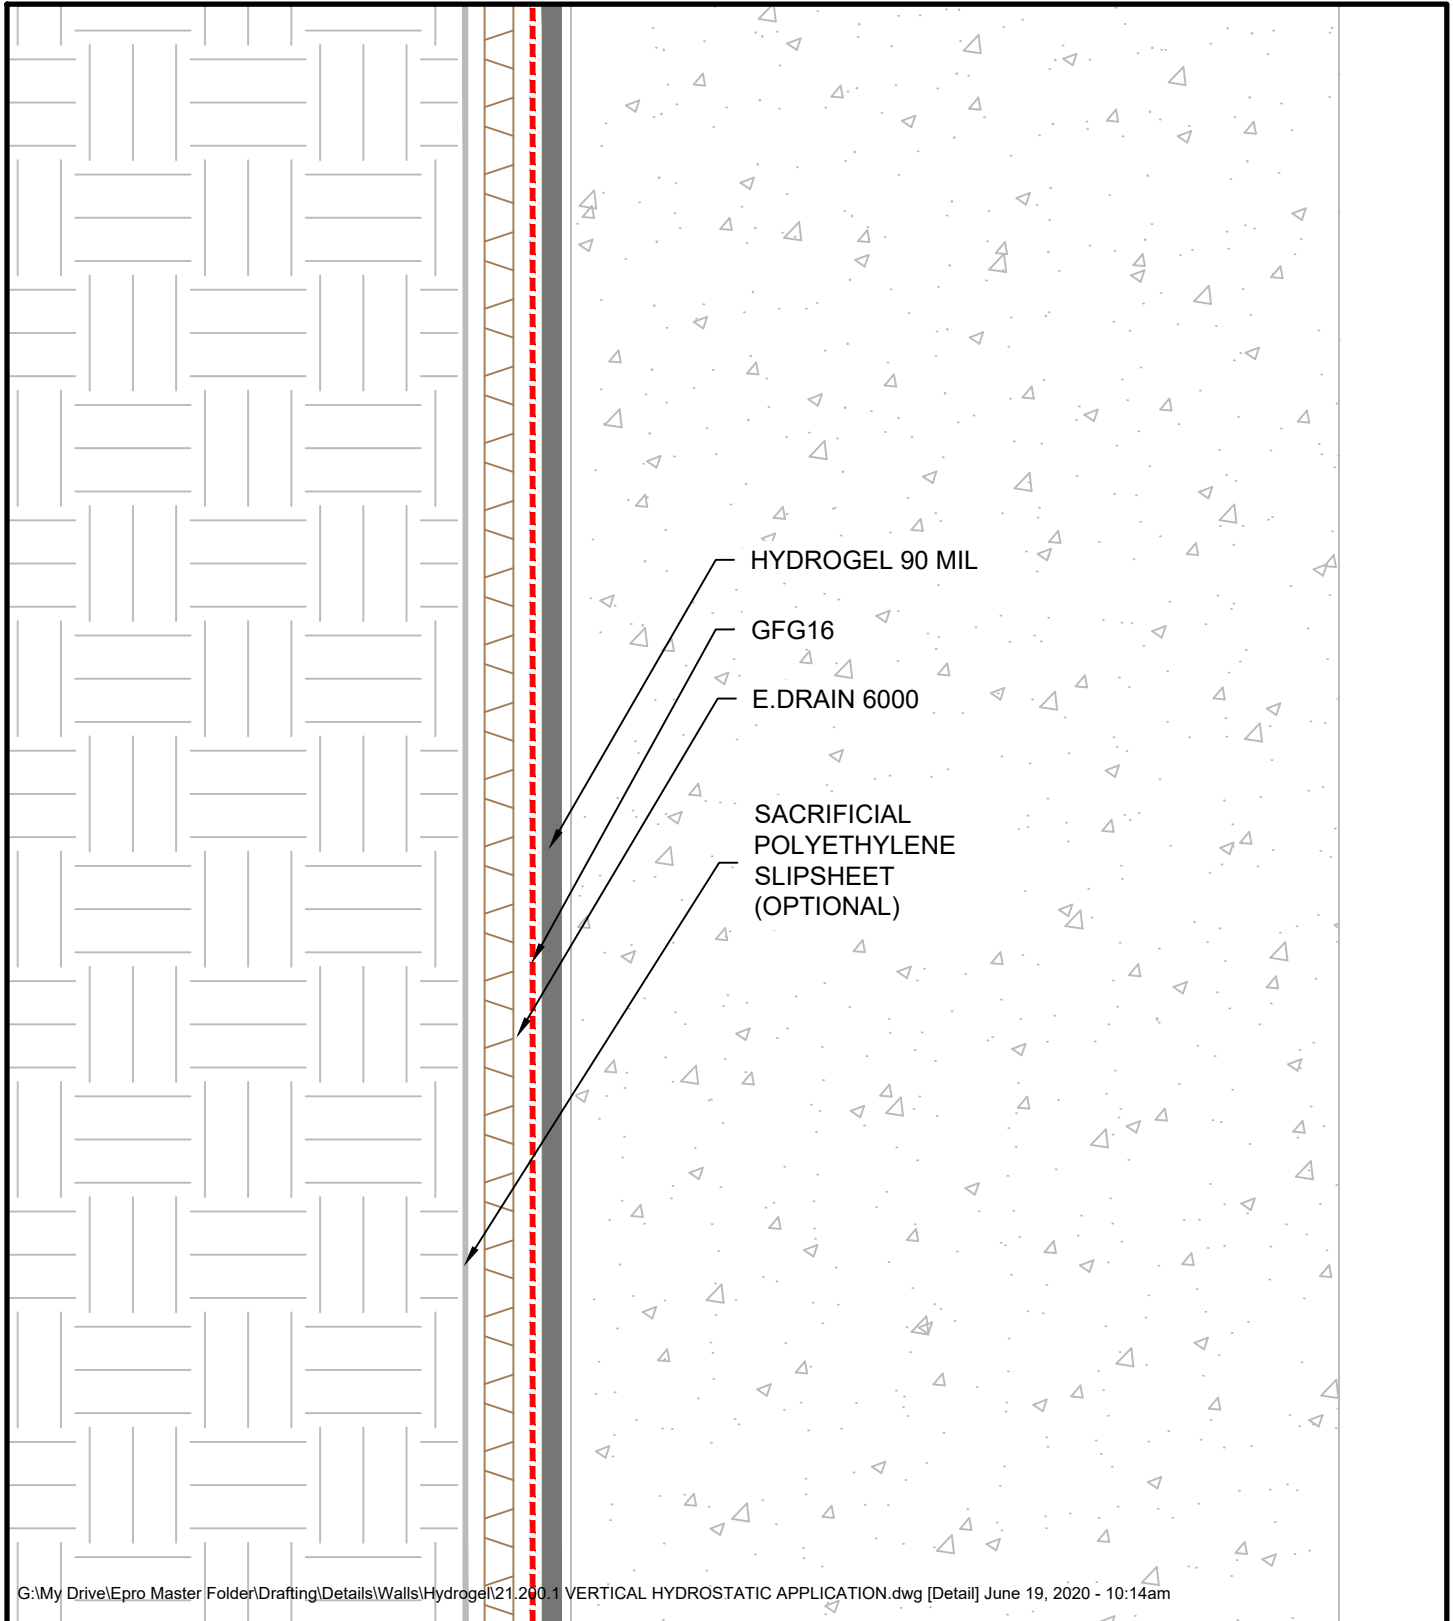 HYDROGEL 90 MIL
GFG16
E.DRAIN 6000
SACRIFICIAL
POLYETHYLENE
SLIPSHEET
(OPTIONAL)
G:\My Drive\Epro Master Folder\Drafting\Details\Walls\Hydrogel\21.200.1 VERTICAL HYDROSTATIC APPLICATION.dwg [Detail] June 19, 2020 - 10:14am